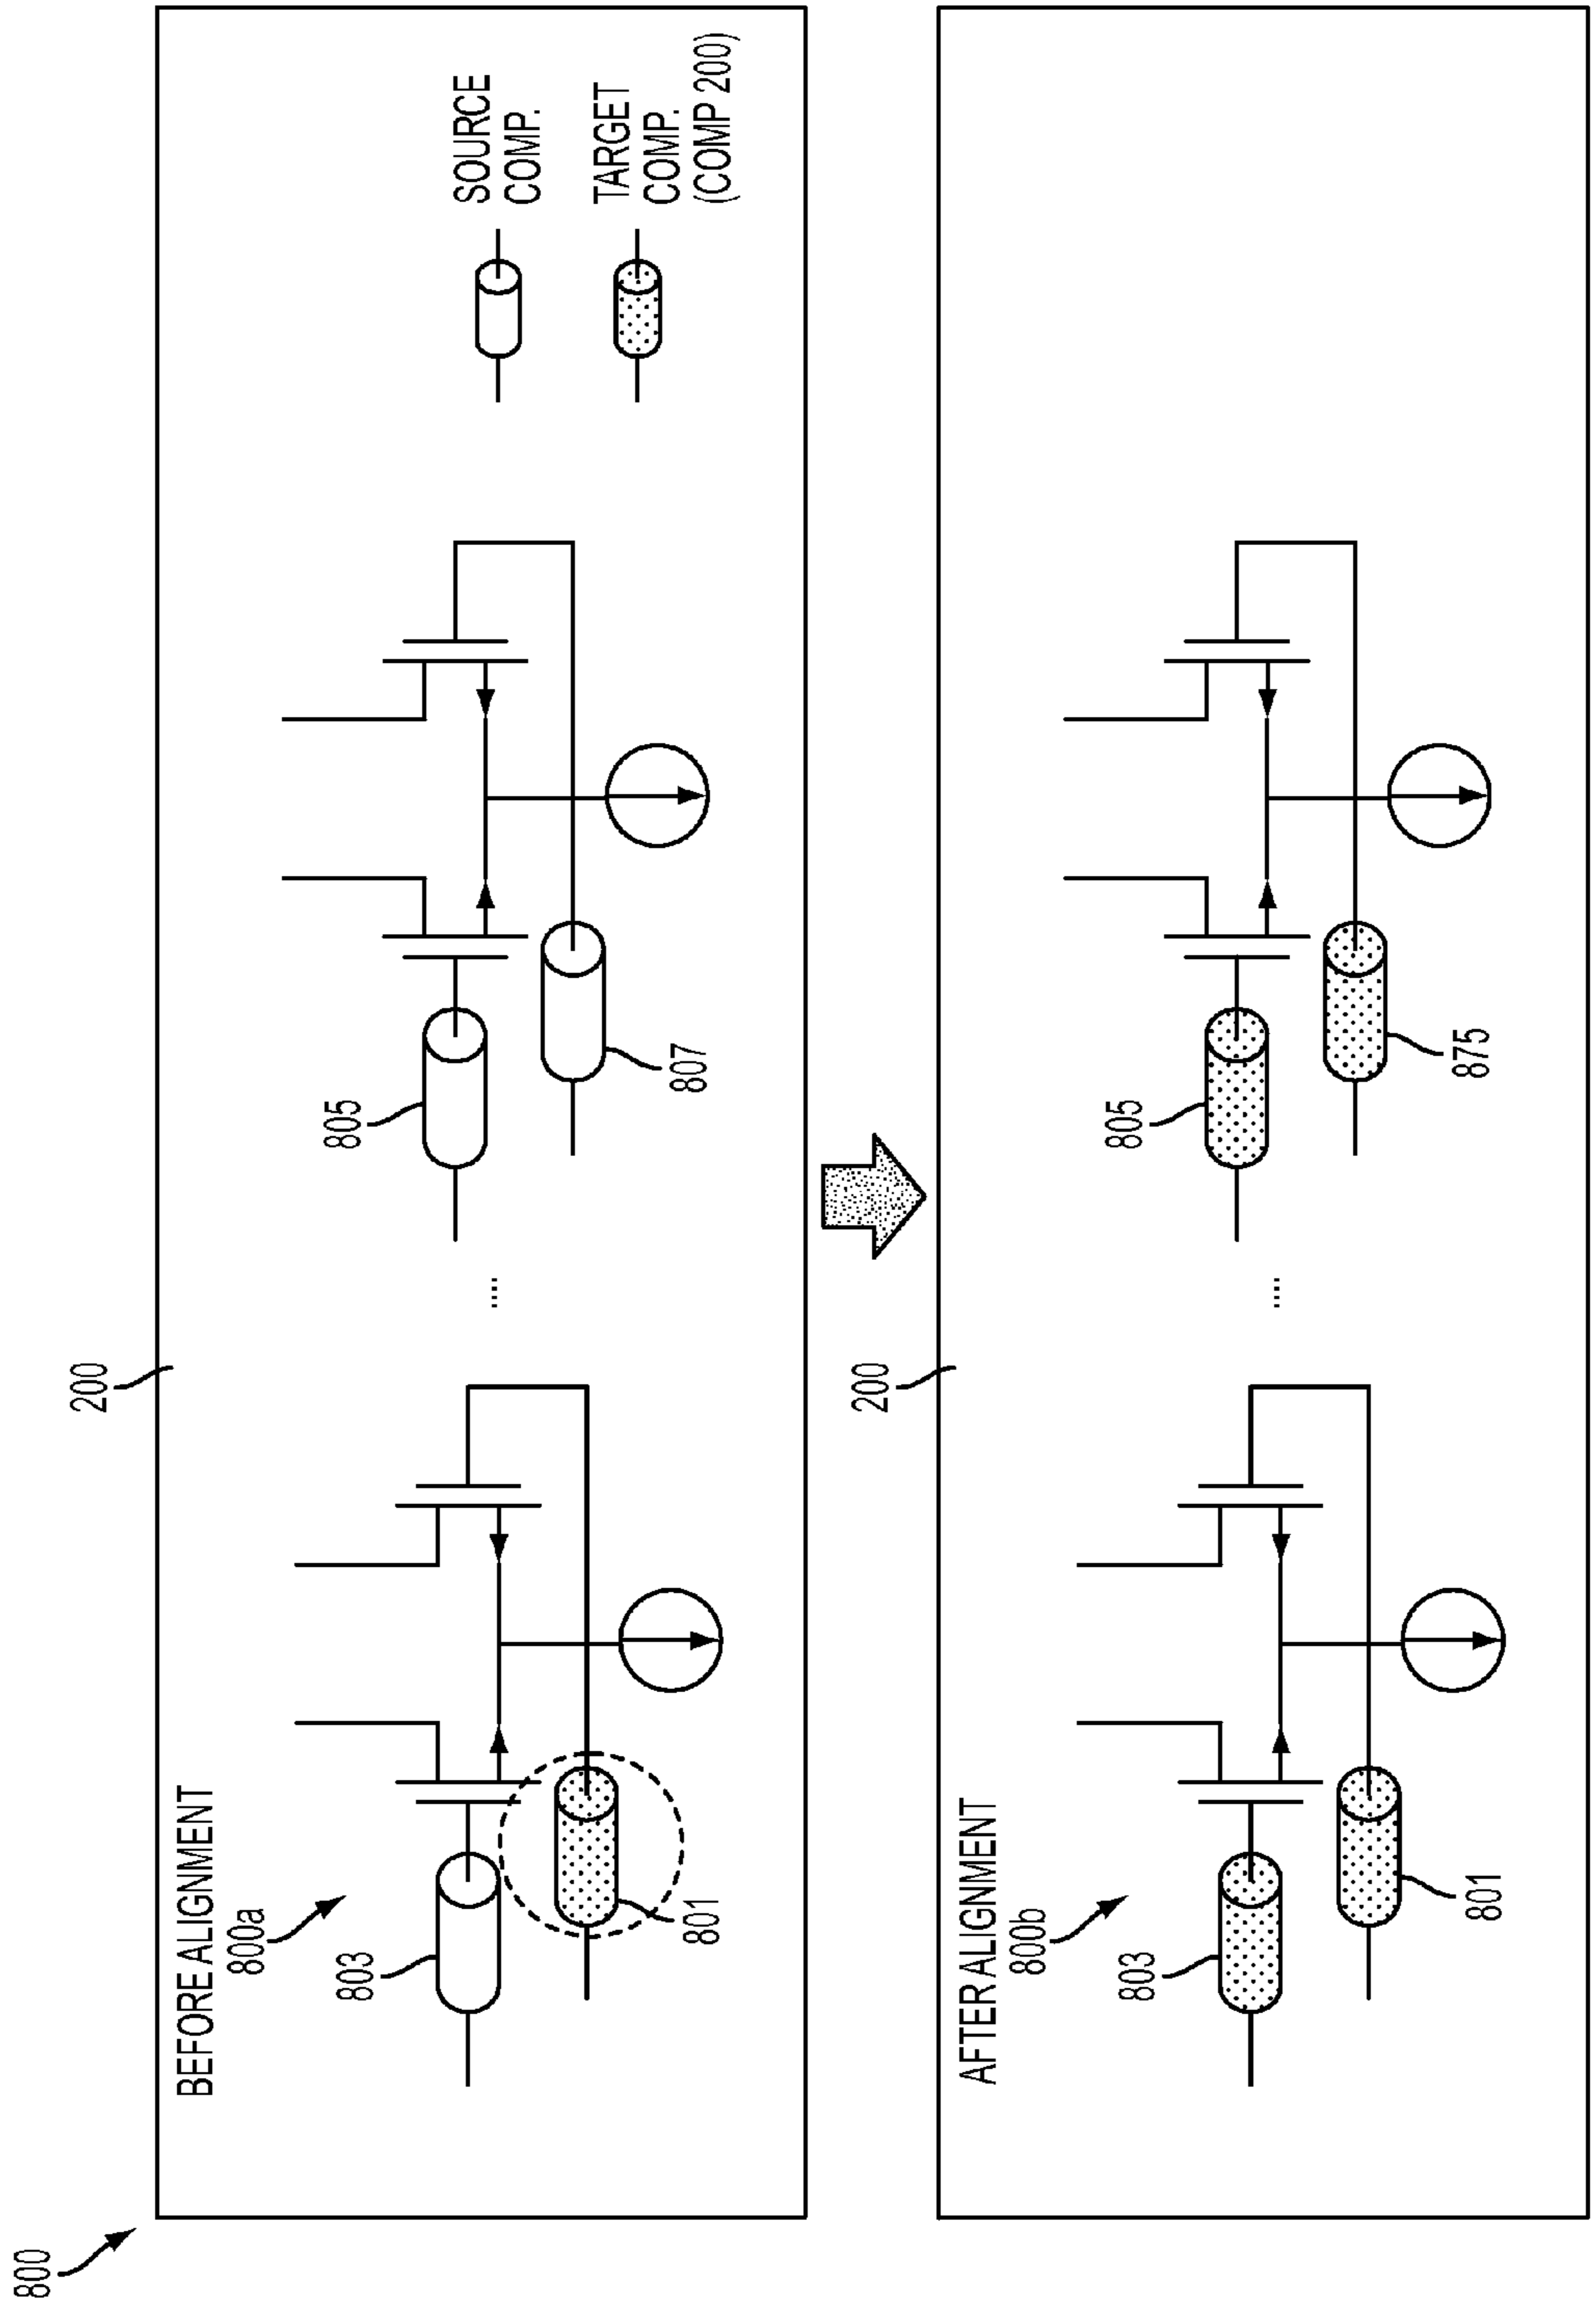 800
200
BEFORE ALIGNMENT
800a
803
801
....
805
807
SOURCE
COMP.
TARGET
COMP.
(COMP 200)
200
AFTER ALIGNMENT
800b
803
801
....
805
875